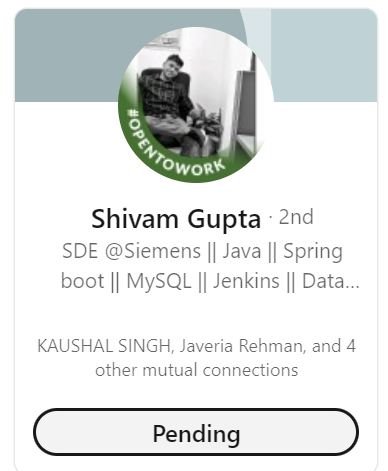 #OPENTOWORK
Shivam Gupta · 2nd
SDE @Siemens || Java || Spring
boot || MySQL || Jenkins || Data...
KAUSHAL SINGH, Javeria Rehman, and 4
other mutual connections
Pending